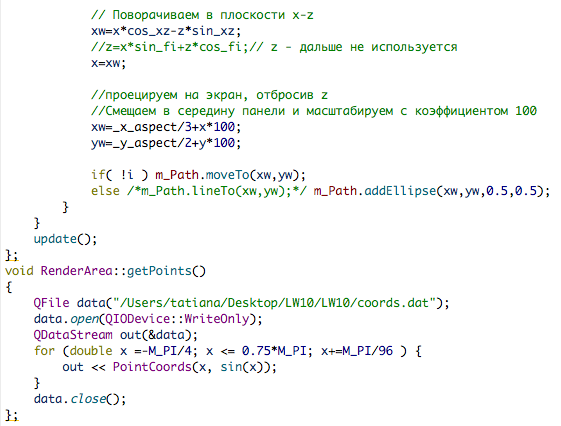 // Поворачиваем в плоскости x-z
xw=x*cos_xz-z*sin_xz;
//z=x*sin_fi+z*cos_fi;// z - дальше не используется
x=xw;
//проецируем на экран, отбросив z
//Смещаем в середину панели и масштабируем с коэффициентом 100
xw=_x_aspect/3+x*100;
yw=_y_aspect/2+y*100;
if( !i ) m_Path.moveTo(xw,yw);
else /*m_Path.lineTo(xw,yw);*/ m_Path.addEllipse(xw,yw,0.5,0.5);
}
}
update();
};
void RenderArea::getPoints()
{
QFile data("/Users/tatiana/Desktop/LW10/LW10/coords.dat");
data.open(QIODevice::WriteOnly);
QDataStream out(&data);
for (double x =-M_PI/4; x <= 0.75*M_PI; x+=M_PI/96 ) {
out << PointCoords(x, sin(x));
}
data.close();
};